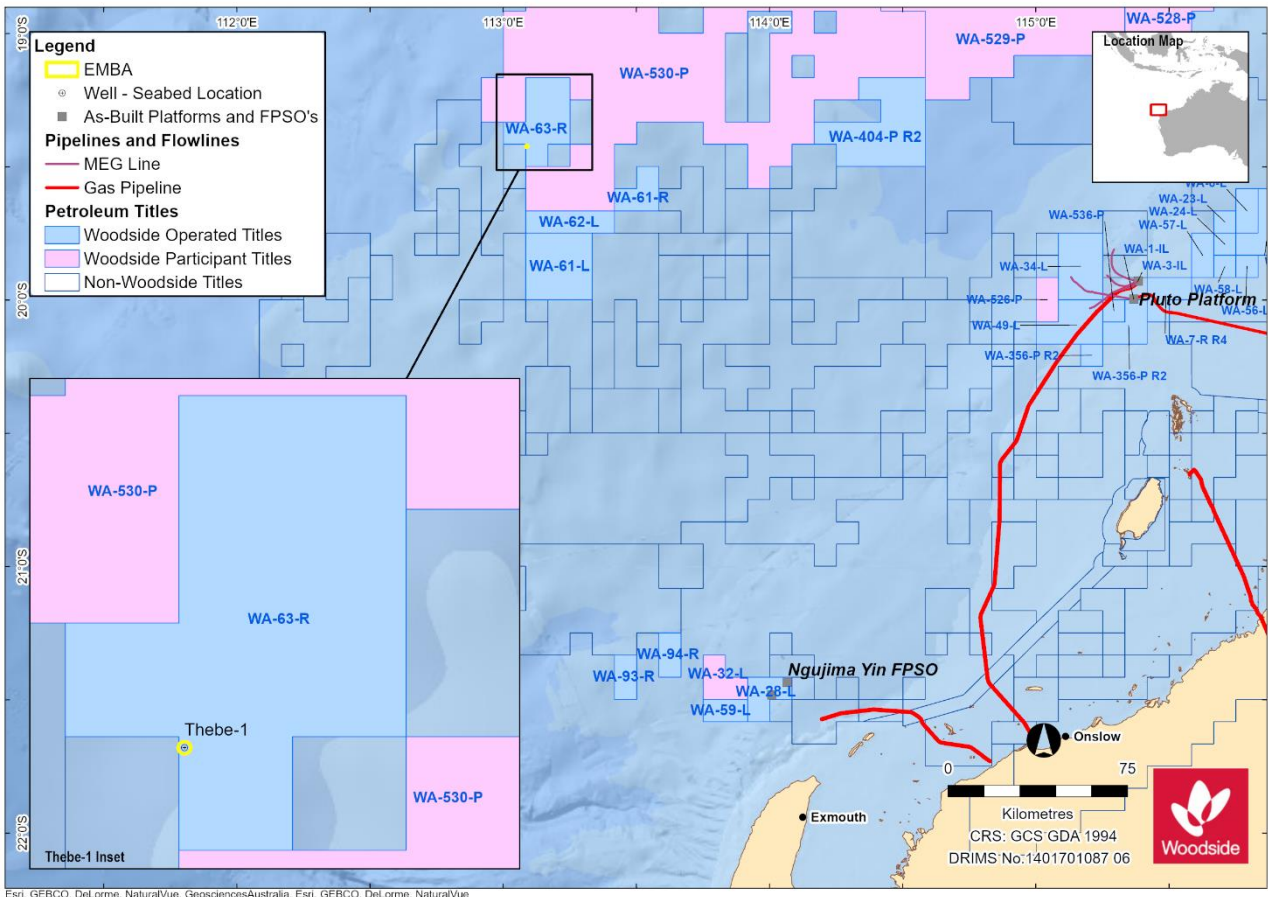 112°0'E
113°0'E
114°0'E
115°0'E
19°0'S
20°0'S
21°0'S
22°0'S
Legend
EMBA
Well - Seabed Location
As-Built Platforms and FPSO's
Pipelines and Flowlines
MEG Line
Gas Pipeline
Petroleum Titles
Woodside Operated Titles
Woodside Participant Titles
Non-Woodside Titles
Location Map
WA-528-P
WA-529-P
WA-530-P
WA-63-R
WA-404-P R2
WA-61-R
WA-62-L
WA-61-L
WA-23-L
WA-24-L
WA-536-P
WA-57-L
WA-1-IL
WA-34-L
WA-3-IL
WA-58-L
WA-56-L
Pluto Platform
WA-49-L
WA-7-R R4
WA-356-P R2
WA-356-P R2
WA-530-P
WA-63-R
Thebe-1
WA-530-P
Thebe-1 Inset
WA-94-R
WA-93-R
WA-32-L
WA-28-L
WA-59-L
Ngujima Yin FPSO
Onslow
Exmouth
0 75
Kilometres
CRS: GCS GDA 1994
DRIMS No:1401701087 06
Woodside
Esri, GEBCO, DeLorme, NaturalVue, GeosciencesAustralia, Esri, GEBCO, DeLorme, NaturalVue